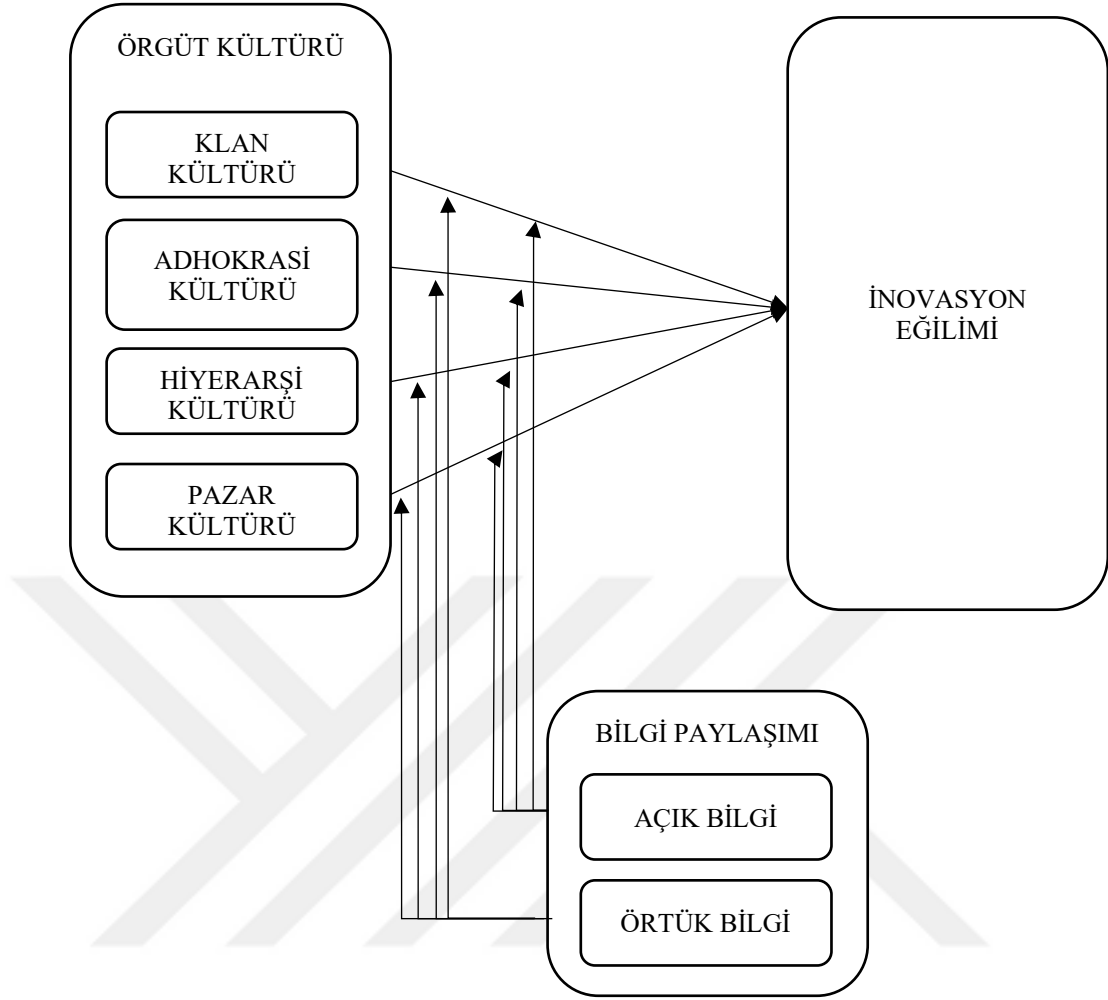 ÖRGÜT KÜLTÜRÜ
KLAN
KÜLTÜRÜ
ADHOKRASİ
KÜLTÜRÜ
HİYERARŞİ
KÜLTÜRÜ
PAZAR
KÜLTÜRÜ
İNOVASYON
EĞİLİMİ
BİLGİ PAYLAŞIMI
AÇIK BİLGİ
ÖRTÜK BİLGİ